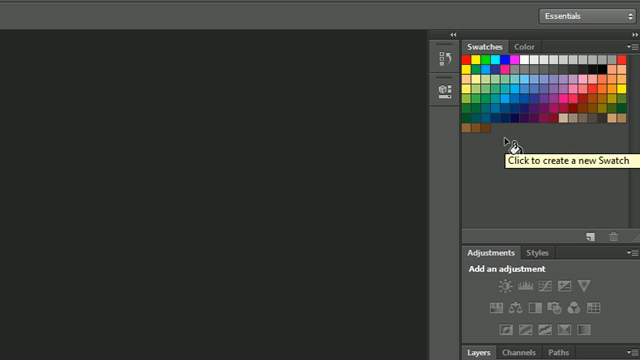 Essentials
Swatches Color
Click to create a new Swatch
Adjustments Styles
Add an adjustment
Layers Channels Paths